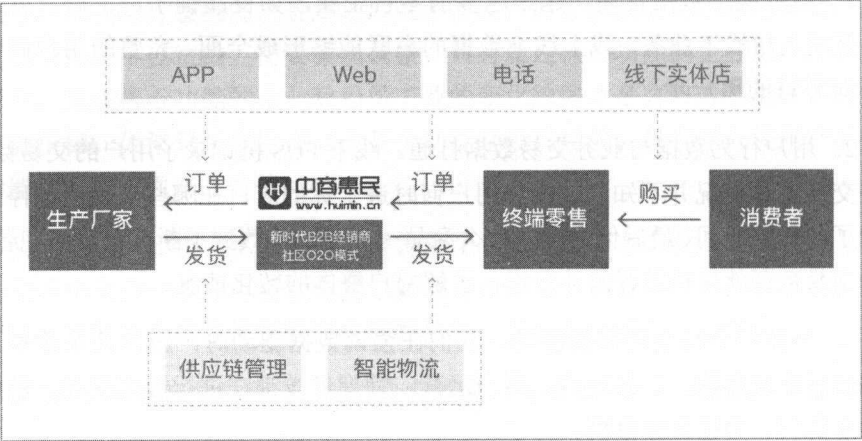 APP
Web
电话
线下实体店
订单
中商惠民
www.huimin.cn
订单
购买
生产厂家
新时代B2B经销商
社区O2O模式
终端零售
消费者
发货
发货
供应链管理
智能物流